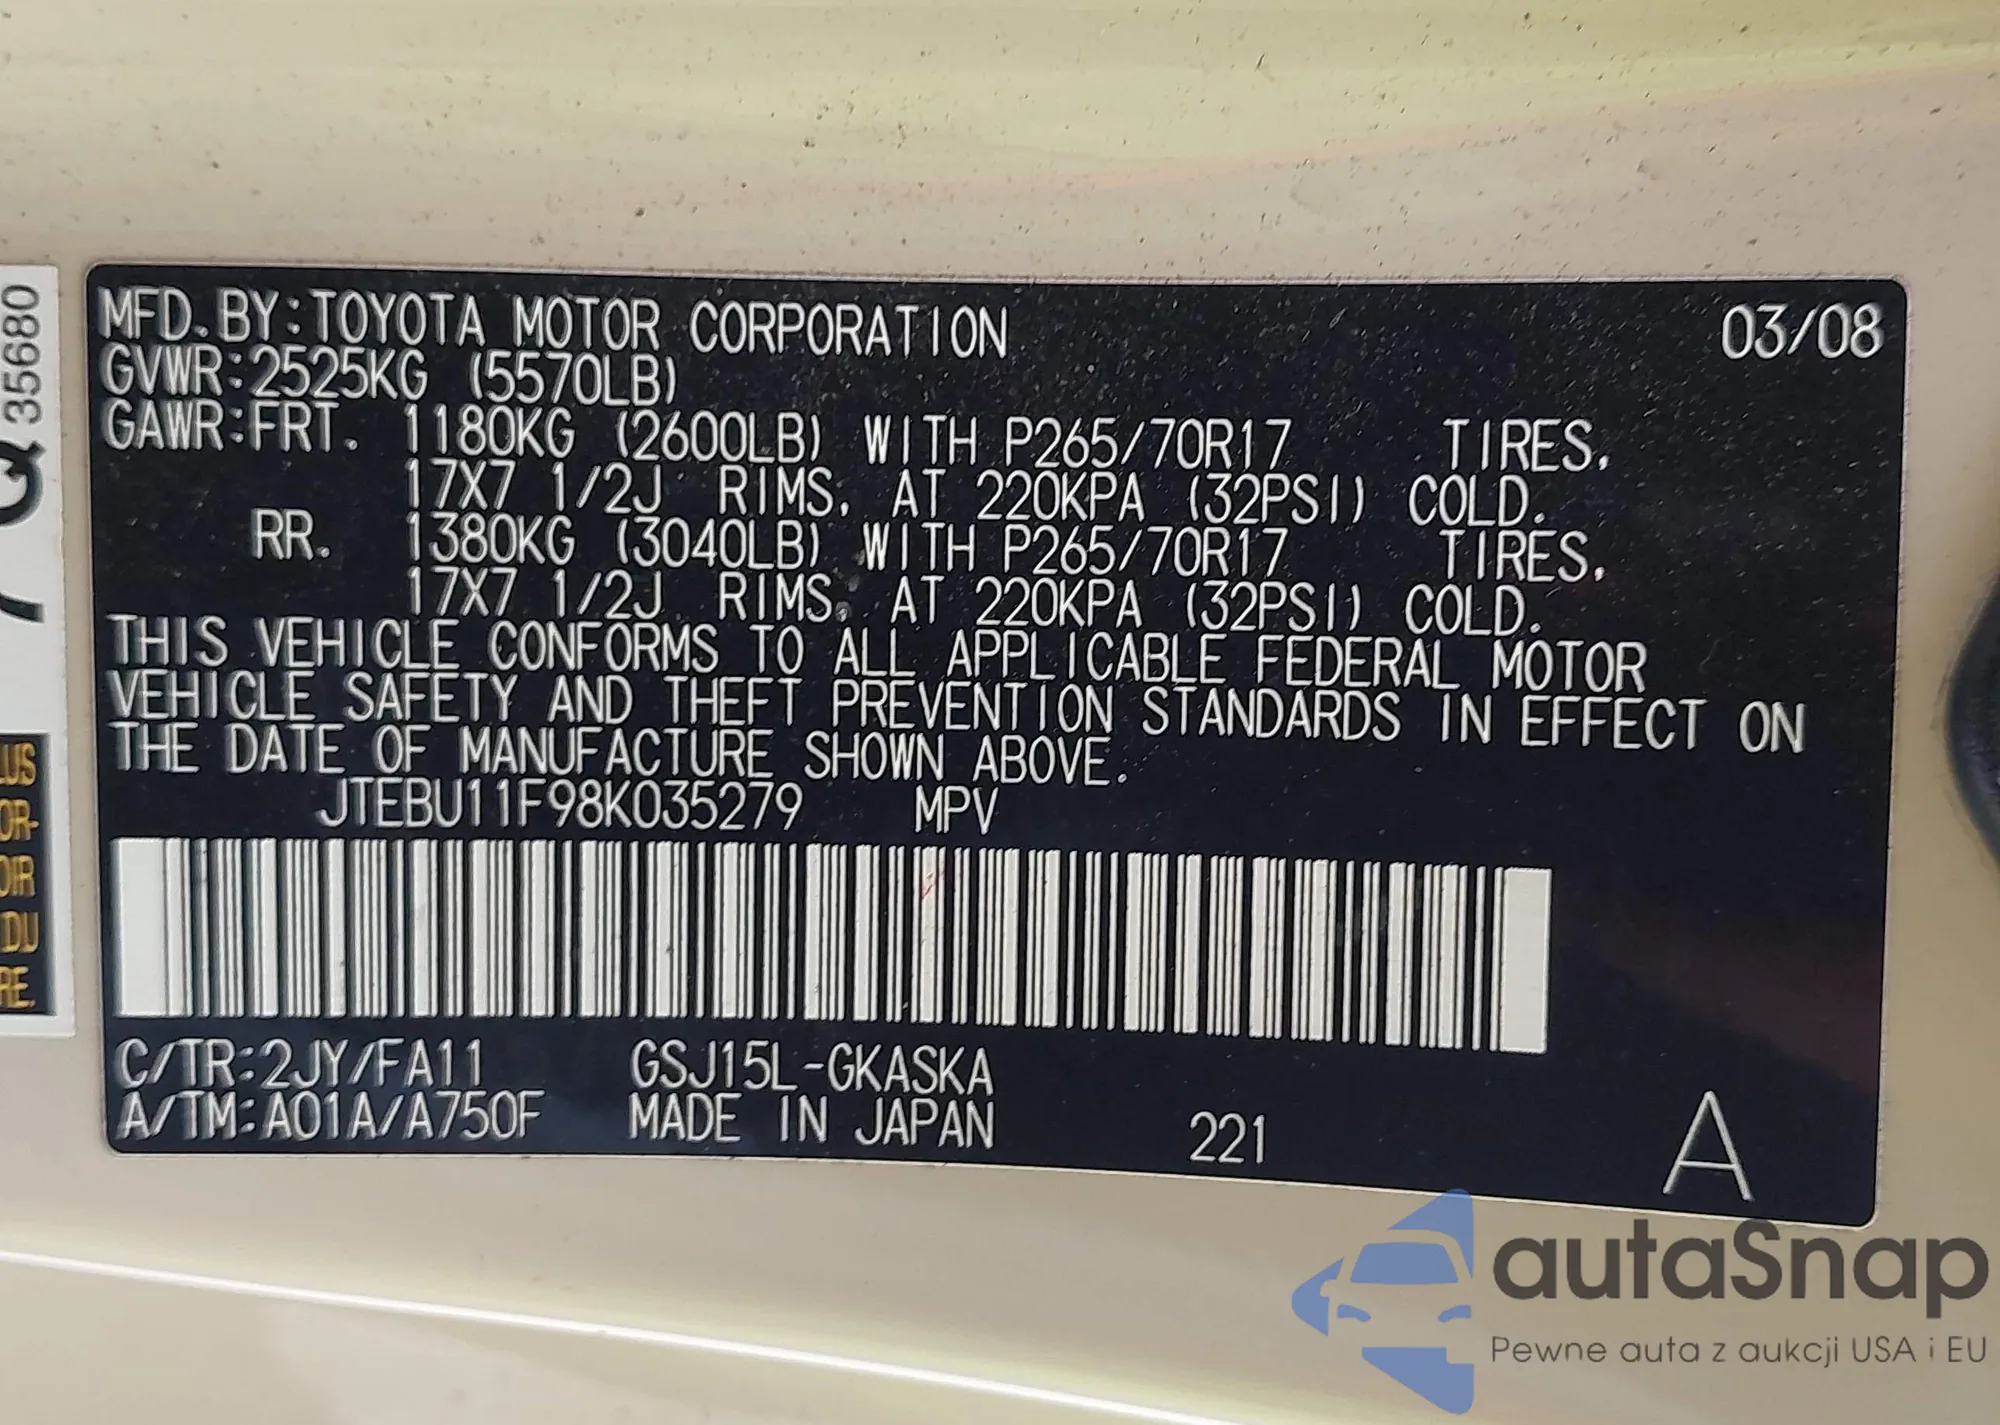 MFD. BY: TOYOTA MOTOR CORPORATION 03/08
GVWR: 2525KG (5570LB)
GAWR: FRT. 1180KG (2600LB) WITH P265/70R17 TIRES,
17X7 1/2J RIMS, AT 220KPA (32PSI) COLD.
RR. 1380KG (3040LB) WITH P265/70R17 TIRES,
17X7 1/2J RIMS, AT 220KPA (32PSI) COLD.
THIS VEHICLE CONFORMS TO ALL APPLICABLE FEDERAL MOTOR
VEHICLE SAFETY AND THEFT PREVENTION STANDARDS IN EFFECT ON
THE DATE OF MANUFACTURE SHOWN ABOVE.
JTEBU11F98K035279 MPV
C/TR: 2JY/FA11 GSJ15L-GKASKA
A/TM: A01A/A750F MADE IN JAPAN 221 A
Q 35680
DU
autaSnap
Pewne auta z aukcji USA i EU